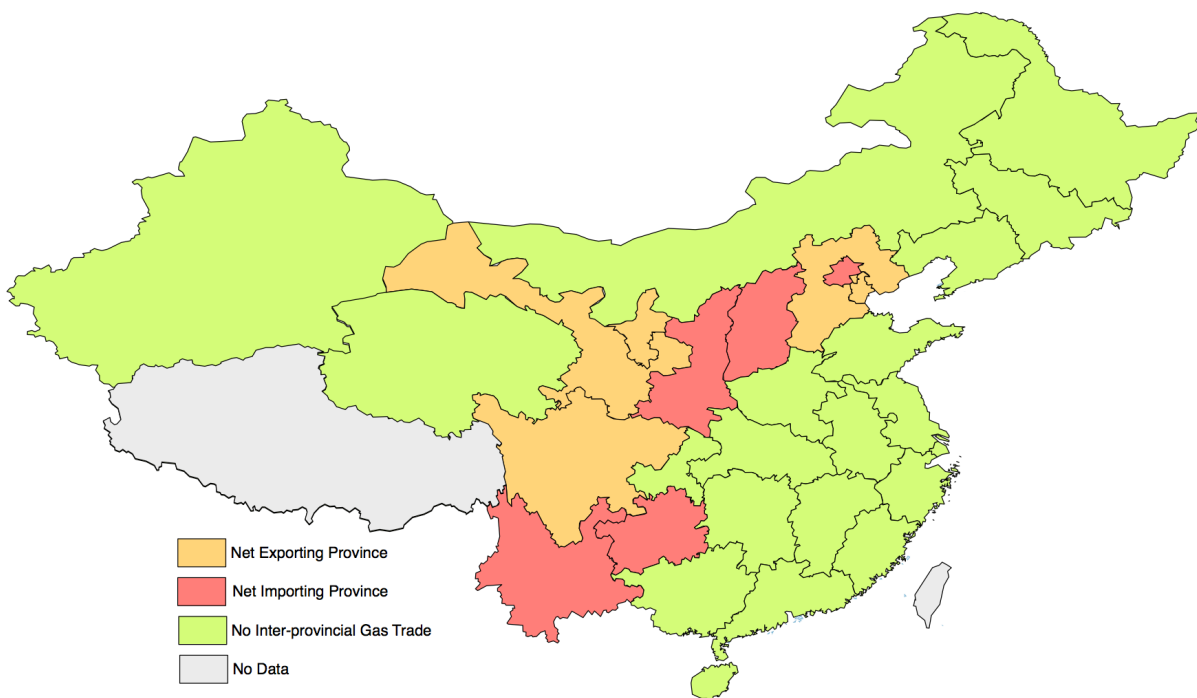 Net Exporting Province
Net Importing Province
No Inter-provincial Gas Trade
No Data